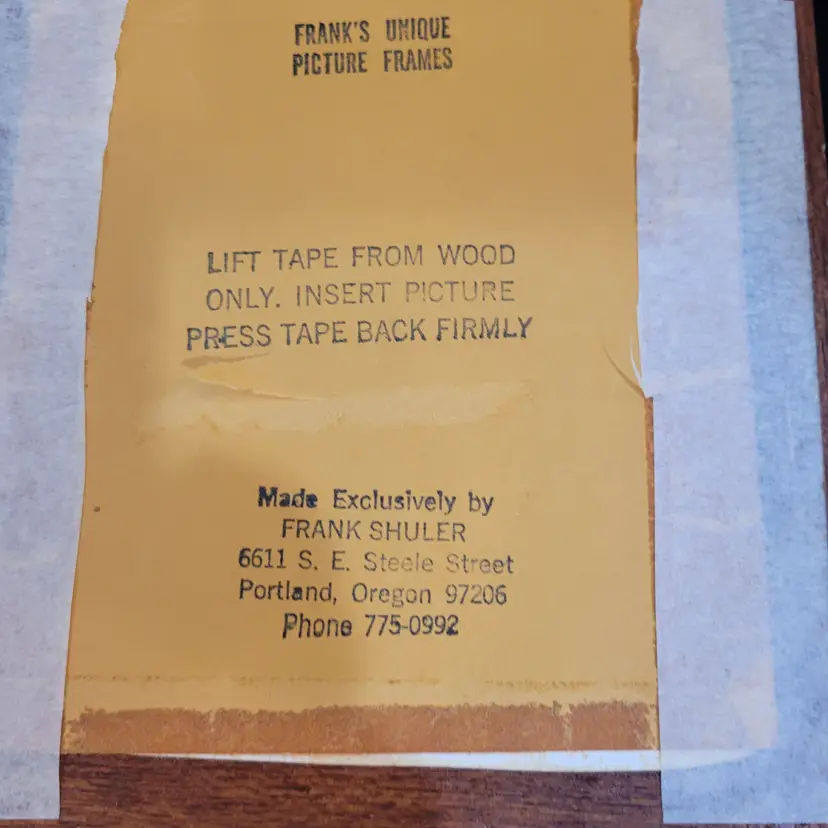 FRANK'S UNIQUE
PICTURE FRAMES
LIFT TAPE FROM WOOD
ONLY. INSERT PICTURE
PRESS TAPE BACK FIRMLY
Made Exclusively by
FRANK SHULER
6611 S. E. Steele Street
Portland, Oregon 97206
Phone 775-0992